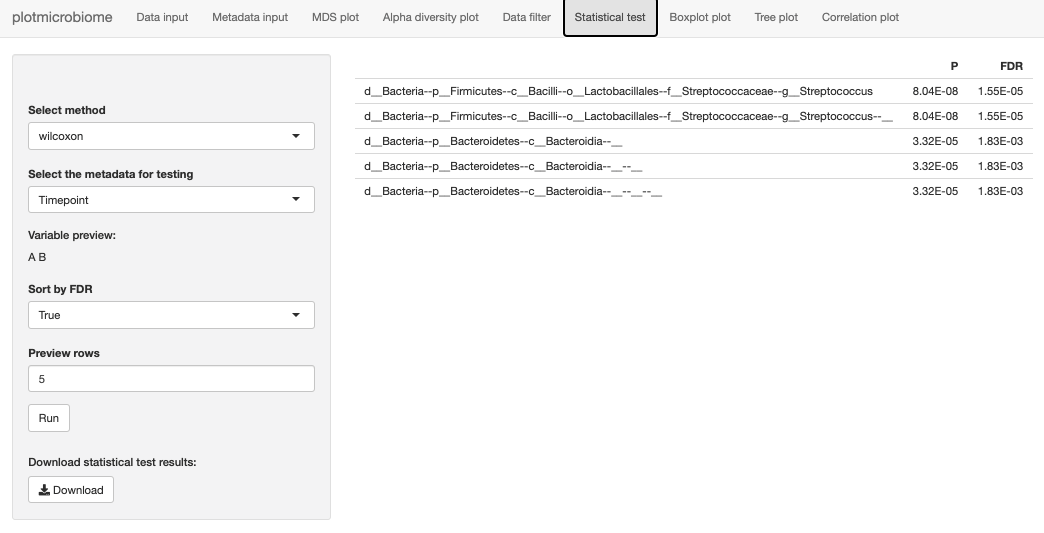 plotmicrobiome Data input Metadata input MDS plot Alpha diversity plot Data filter Statistical test Boxplot plot Tree plot Correlation plot
Select method
wilcoxon
Select the metadata for testing
Timepoint
Variable preview:
A B
Sort by FDR
True
Preview rows
5
Run
Download statistical test results:
Download
P FDR
d__Bacteria--p__Firmicutes--c__Bacilli--o__Lactobacillales--f__Streptococcaceae--g__Streptococcus 8.04E-08 1.55E-05
d__Bacteria--p__Firmicutes--c__Bacilli--o__Lactobacillales--f__Streptococcaceae--g__Streptococcus--__ 8.04E-08 1.55E-05
d__Bacteria--p__Bacteroidetes--c__Bacteroidia--__ 3.32E-05 1.83E-03
d__Bacteria--p__Bacteroidetes--c__Bacteroidia--__--__ 3.32E-05 1.83E-03
d__Bacteria--p__Bacteroidetes--c__Bacteroidia--__--__--__ 3.32E-05 1.83E-03